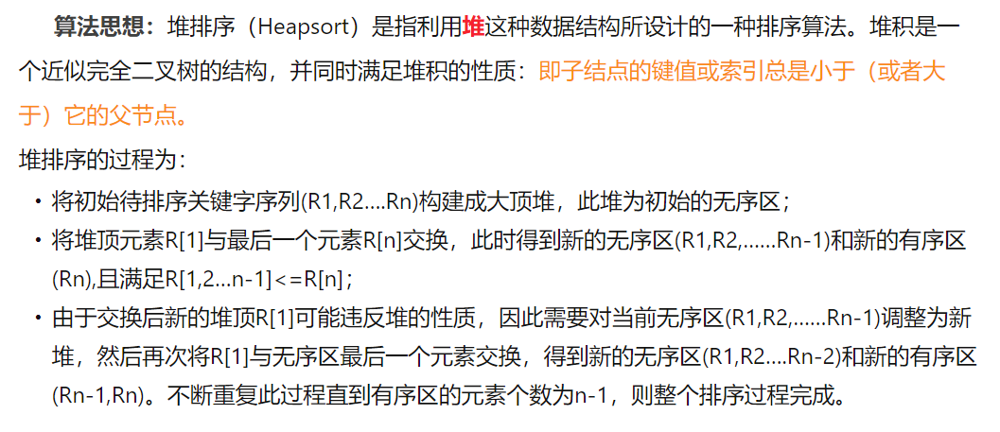 算法思想：堆排序（Heapsort）是指利用堆这种数据结构所设计的一种排序算法。堆积是一
个近似完全二叉树的结构，并同时满足堆积的性质：即子结点的键值或索引总是小于（或者大
于）它的父节点。
堆排序的过程为：
• 将初始待排序关键字序列(R1,R2....Rn)构建成大顶堆，此堆为初始的无序区；
• 将堆顶元素R[1]与最后一个元素R[n]交换，此时得到新的无序区(R1,R2,......Rn-1)和新的有序区
(Rn),且满足R[1,2...n-1]<=R[n]；
• 由于交换后新的堆顶R[1]可能违反堆的性质，因此需要对当前无序区(R1,R2,......Rn-1)调整为新
堆，然后再次将R[1]与无序区最后一个元素交换，得到新的无序区(R1,R2....Rn-2)和新的有序区
(Rn-1,Rn)。不断重复此过程直到有序区的元素个数为n-1，则整个排序过程完成。